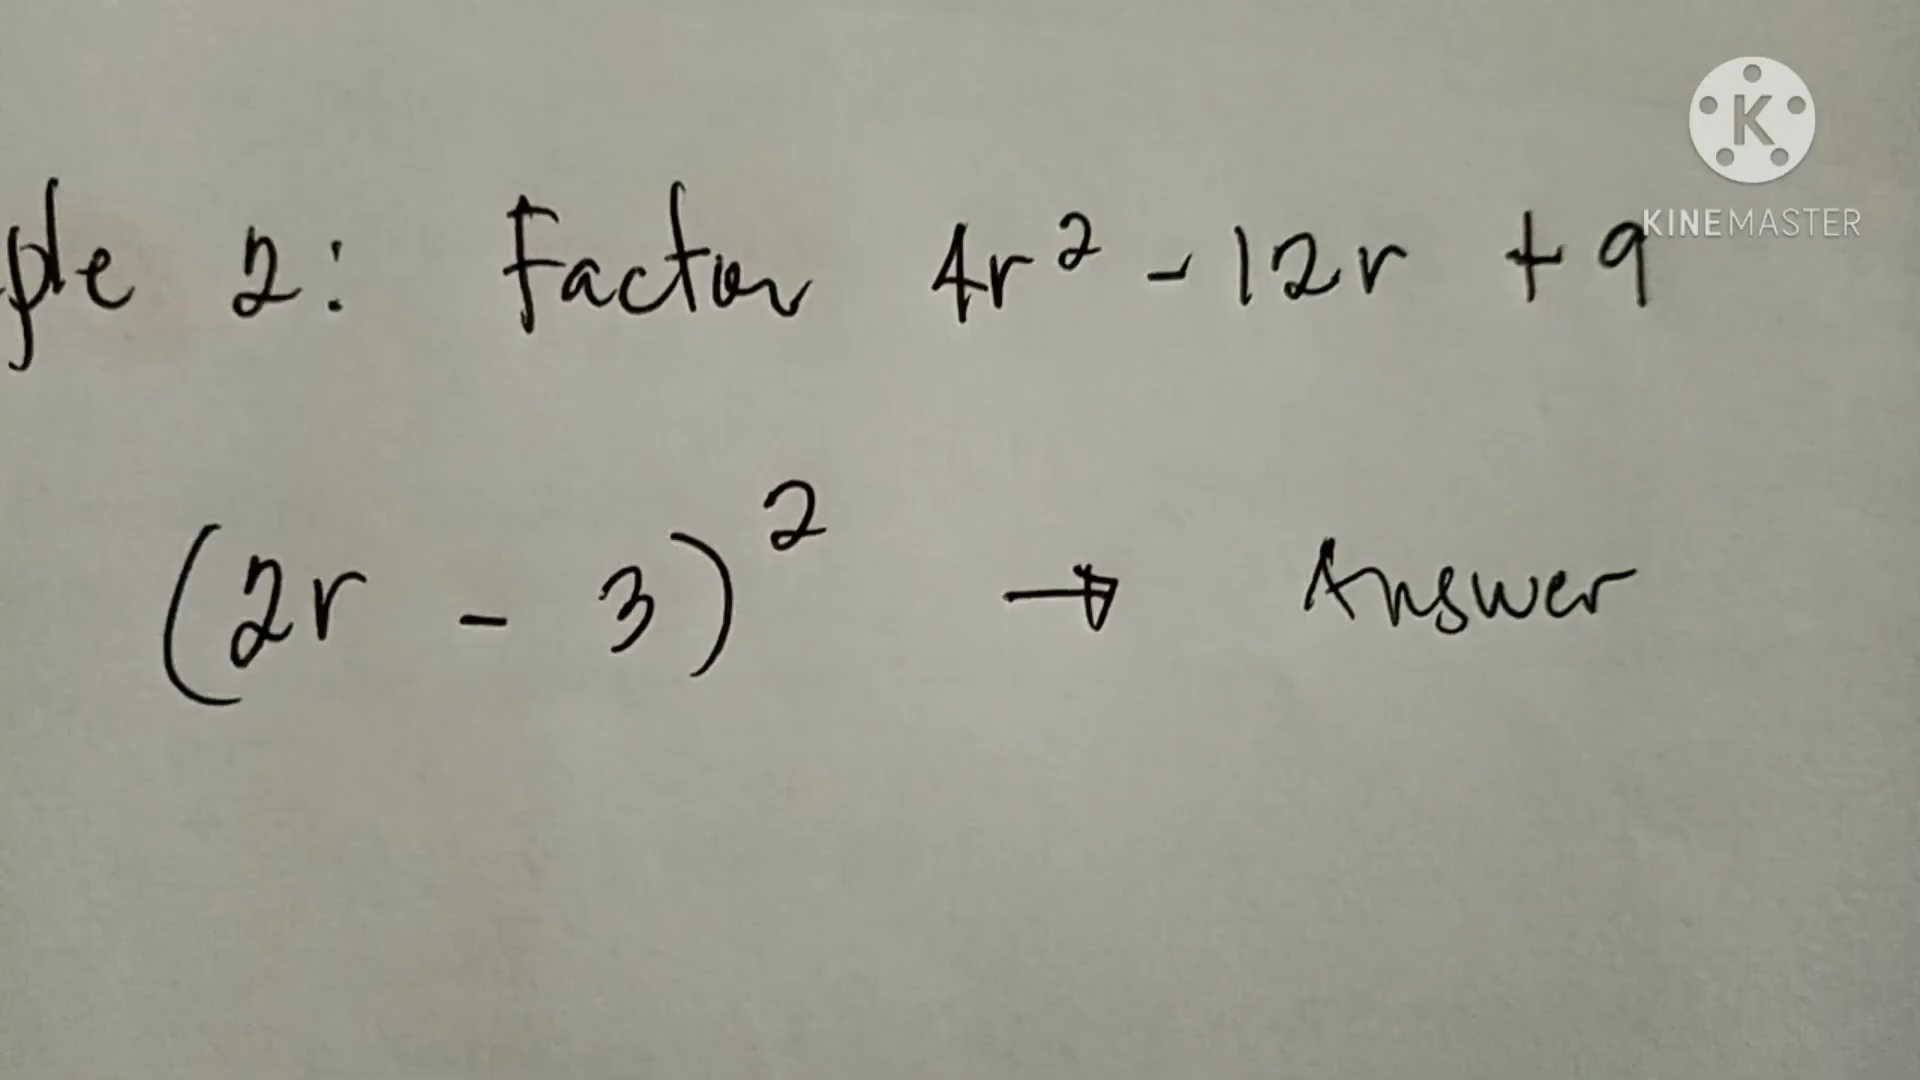 K
KINEMASTER
ple 2: Factor 4r² - 12r + 9
(2r - 3)² → Answer